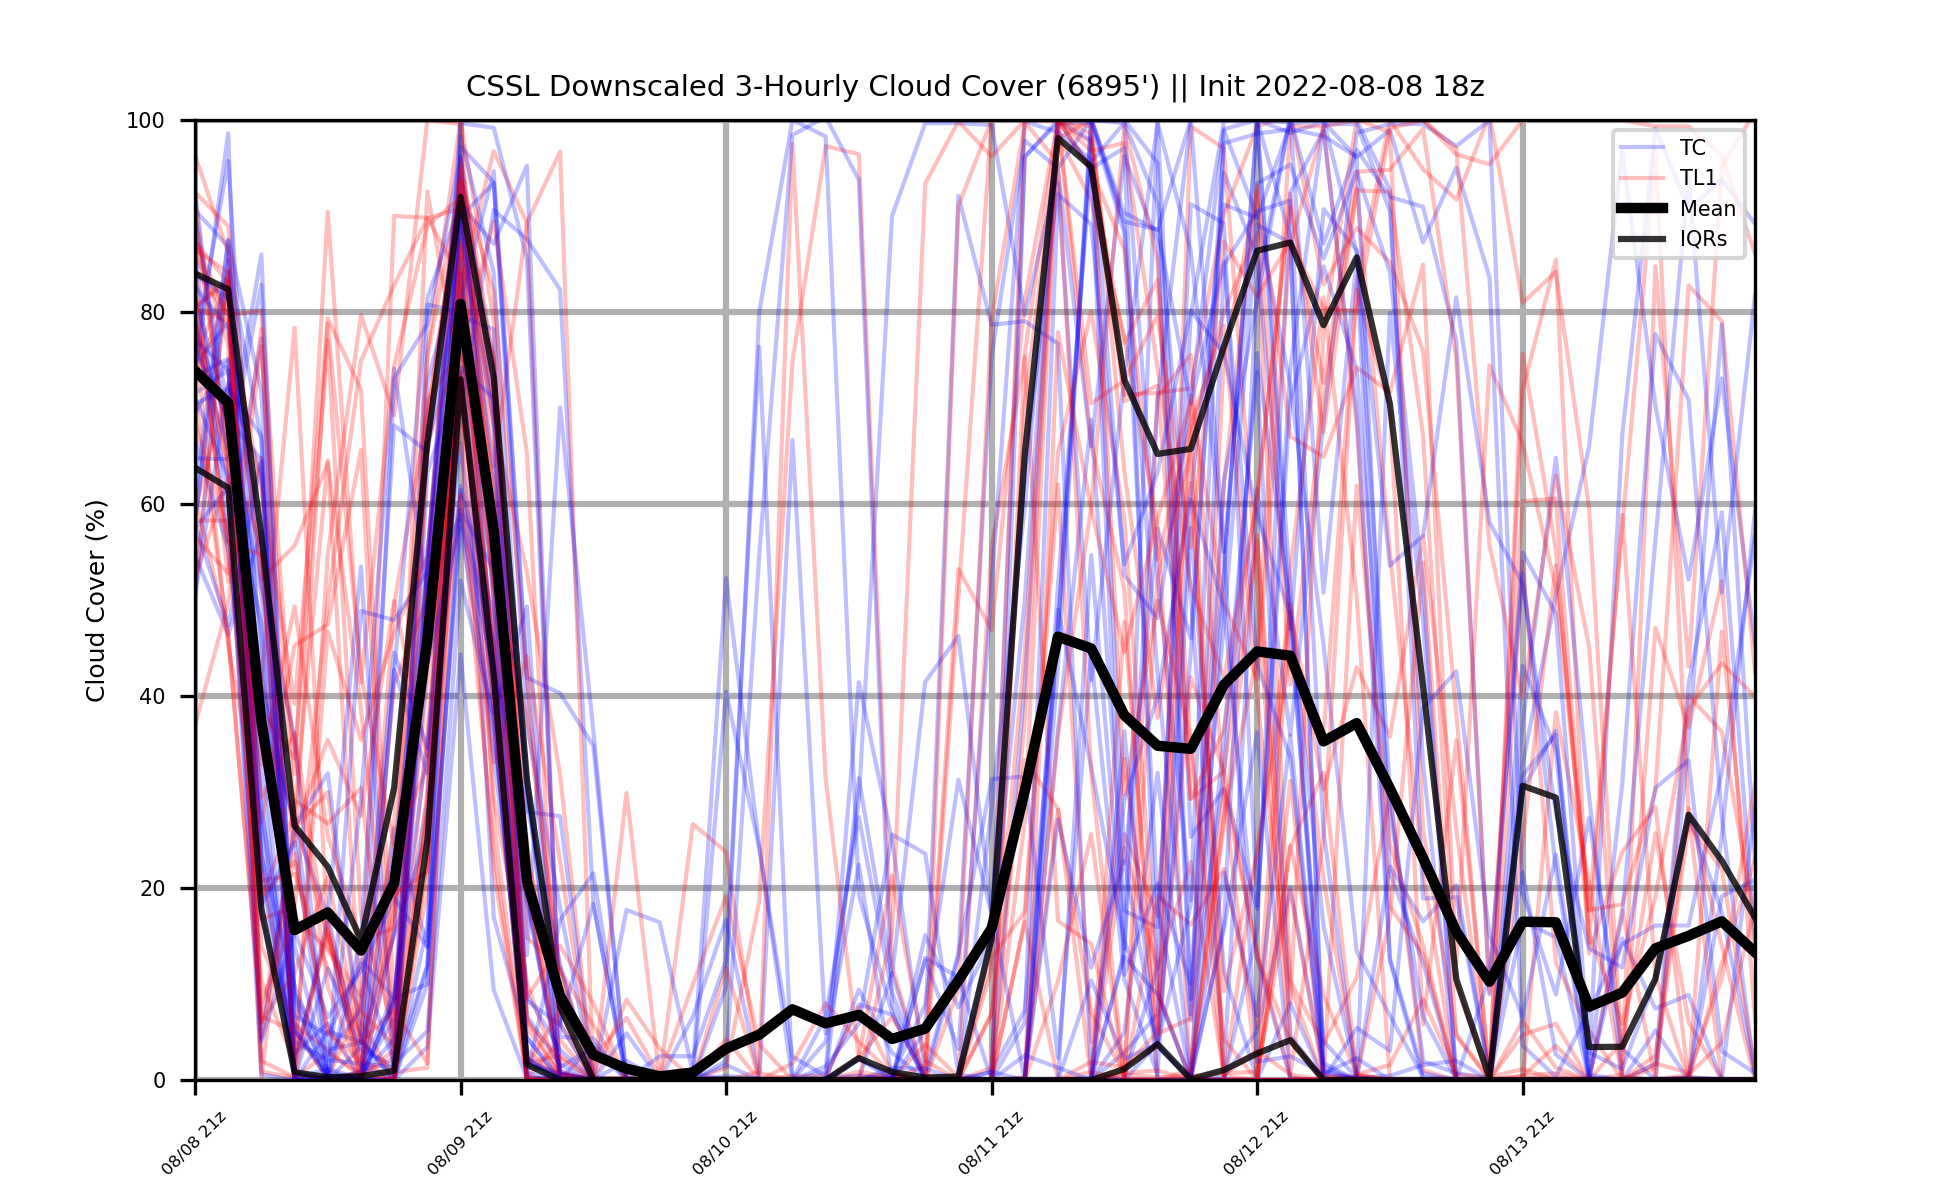 CSSL Downscaled 3-Hourly Cloud Cover (6895') || Init 2022-08-08 18z
Cloud Cover (%)
100
80
60
40
20
0
TC
TL1
Mean
IQRs
08/08 21z
08/09 21z
08/10 21z
08/11 21z
08/12 21z
08/13 21z